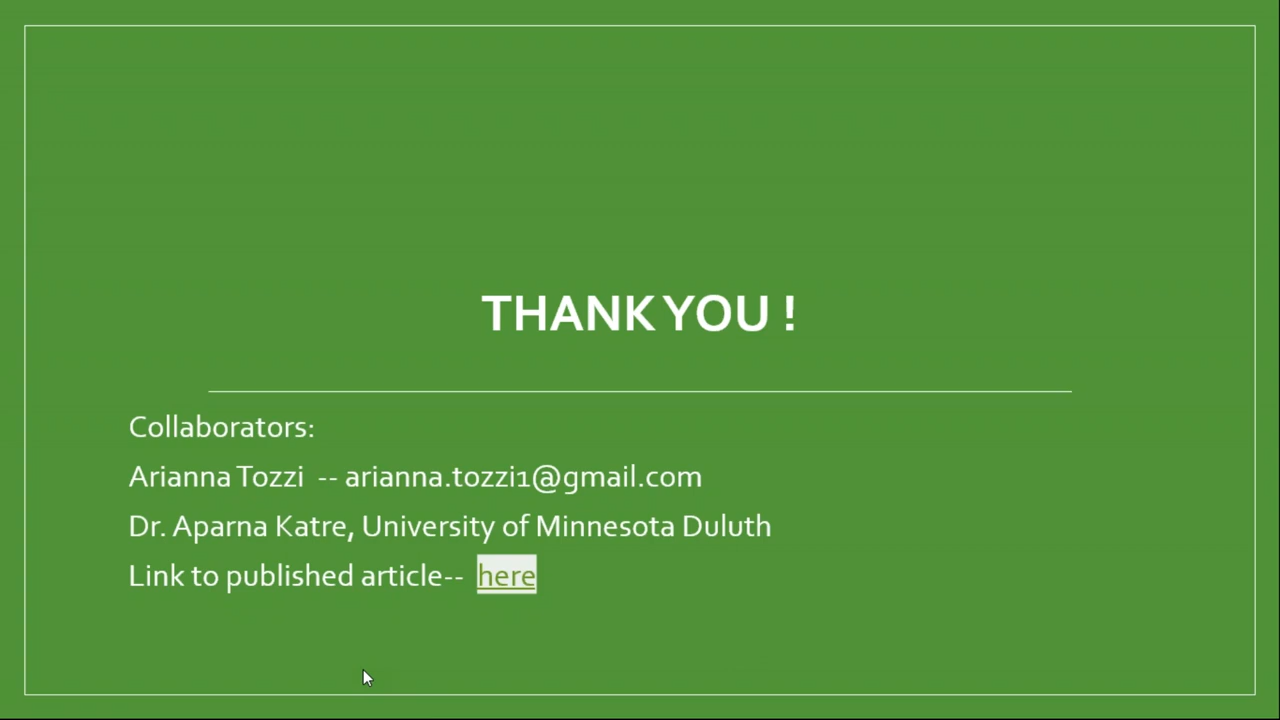 THANK YOU !
Collaborators:
Arianna Tozzi -- arianna.tozzi1@gmail.com
Dr. Aparna Katre, University of Minnesota Duluth
Link to published article-- here